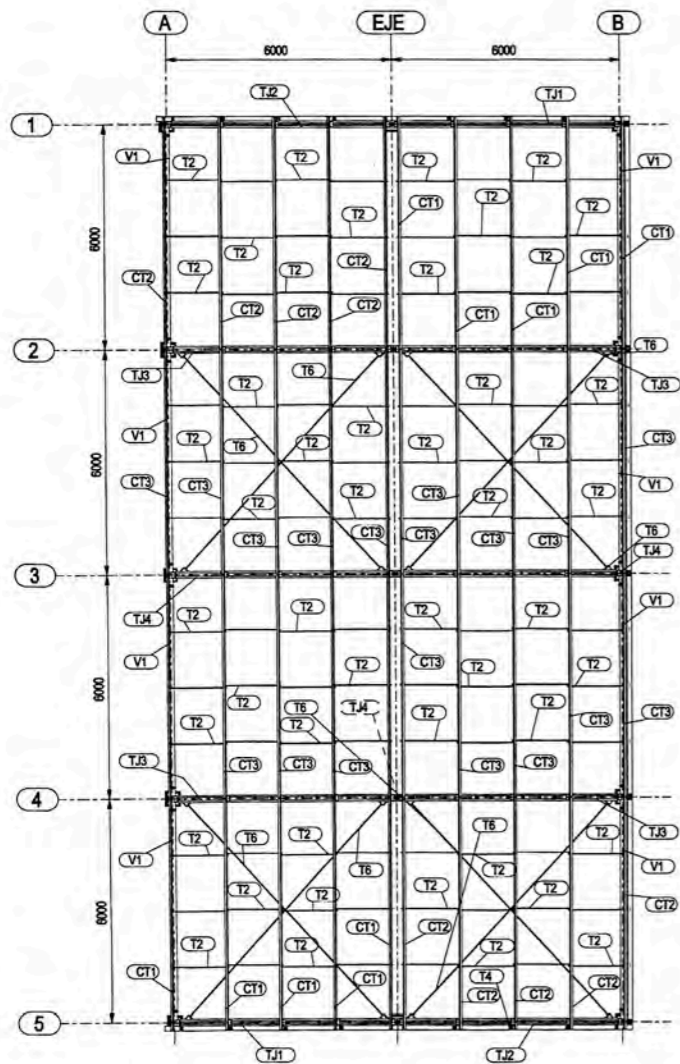 A EJE B
6000 6000
TJ2 TJ1
1
V1 T2 T2 T2 T2 V1
CT1 T2
6000 T2 T2
T2 CT2 T2 CT1
T2 T2 T2 T2 CT1
CT2
CT2 CT2 CT2 CT1 CT1
2
T6
TJ3 T6 TJ3
T2 T2 T2
V1 T2
T2 T6 T2 T2 T2 CT3
6000
CT3 CT3 CT3 V1
T2 T2 T2 T2
CT3 CT3 CT3 CT3 CT3 CT3 T6
3 TJ4
TJ4
T2 T2 T2 T2 V1
V1 CT3
T2 T2 T2
6000 T2 T6 TJ4 T2 CT3
T2 T2 T2 CT3
TJ3 CT3 CT3 CT3 CT3 CT3
4
T6 TJ3
V1 T2 T6 T2 T2 V1
T6 T2
T2 T2 T2 T2 CT2
6000
CT1 CT2
T2 T2 T2 T2
CT1 T4
CT1 CT1 CT1 CT2 CT2 CT2
5
TJ1 TJ2